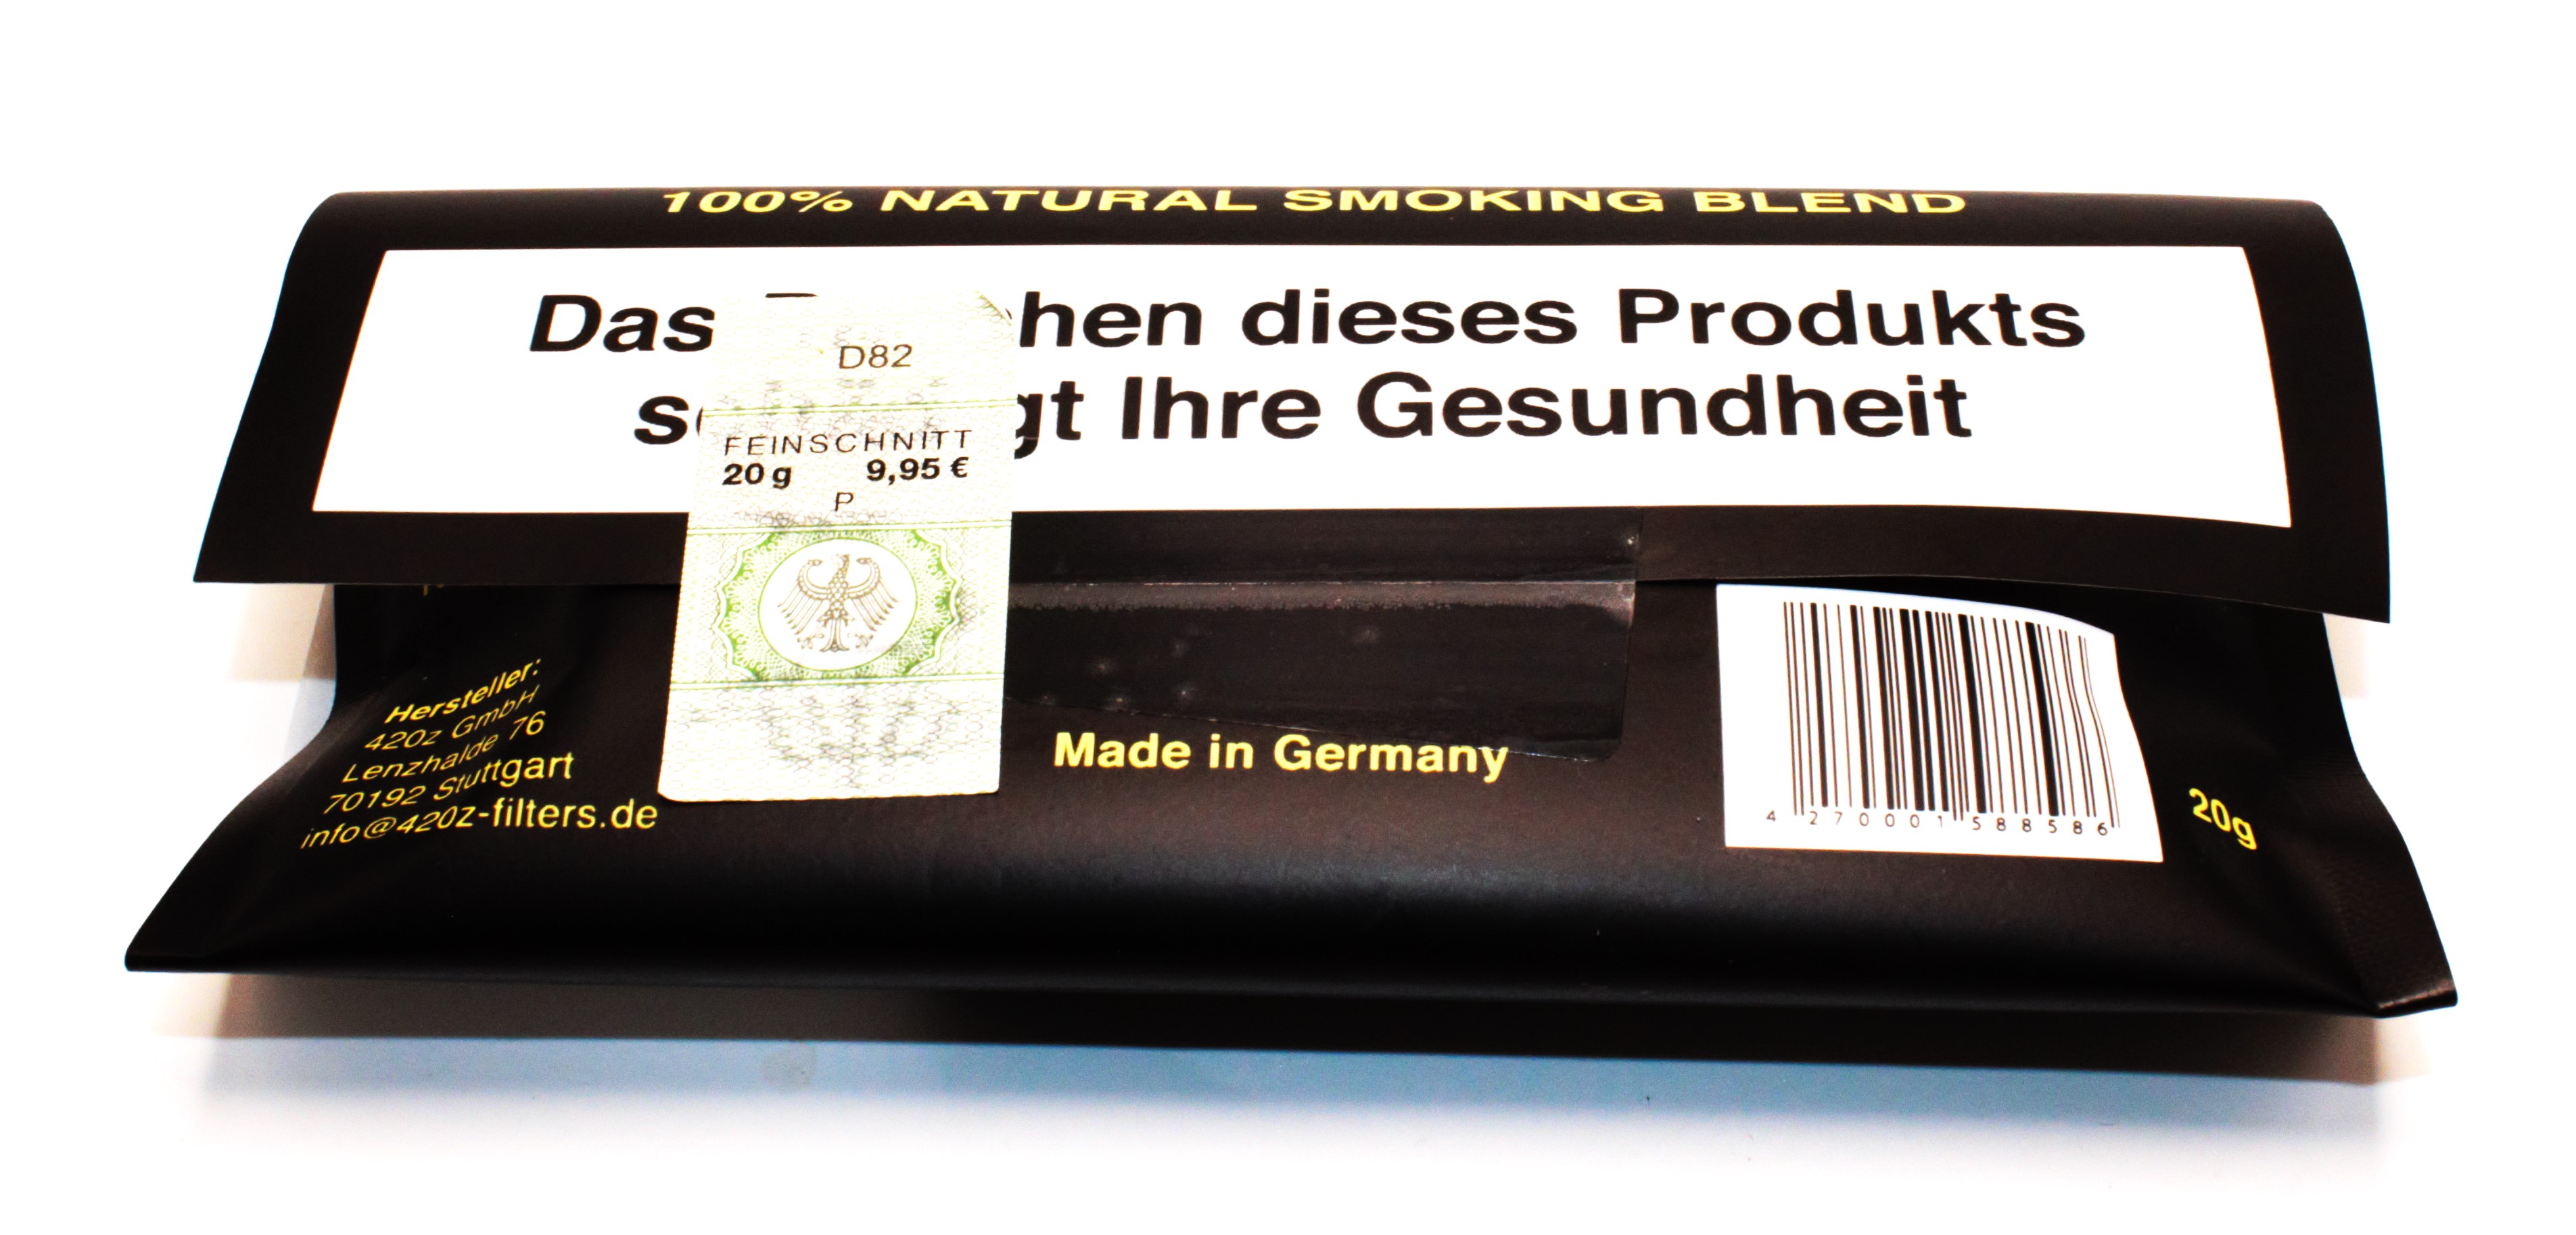 100% NATURAL SMOKING BLEND
Das hen dieses Produkts
gt Ihre Gesundheit
D82
FEINSCHNITT
20 g 9,95 €
P
Hersteller:
420z GmbH
Lenzhalde 76
70192 Stuttgart
info@420z-filters.de
Made in Germany
4 270001 588586
20g